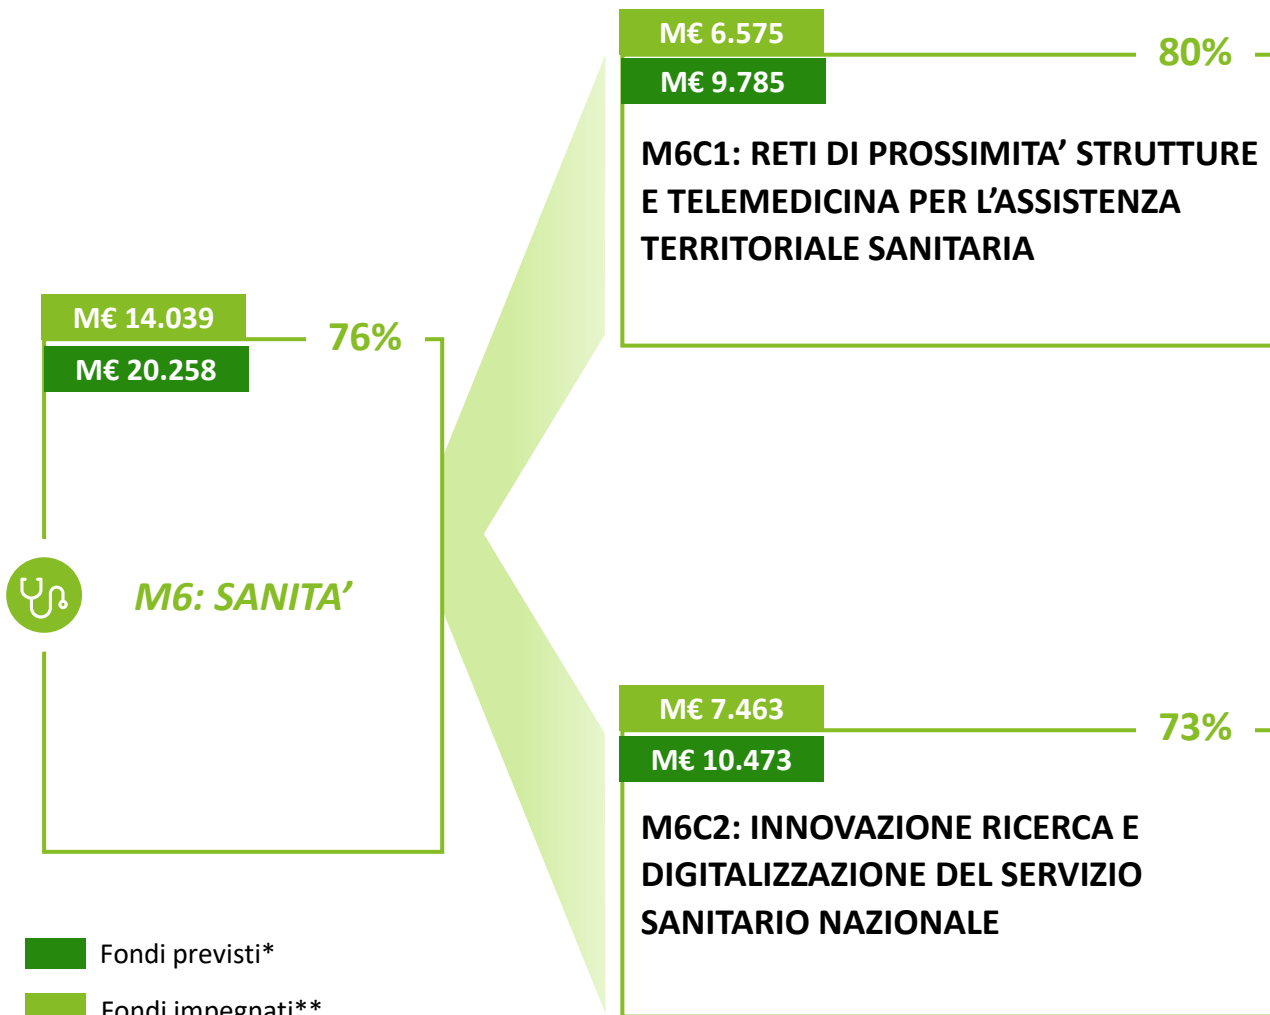 M€ 6.575
80%
M€ 9.785
M6C1: RETI DI PROSSIMITA’ STRUTTURE
E TELEMEDICINA PER L’ASSISTENZA
TERRITORIALE SANITARIA
M€ 14.039
76%
M€ 20.258
M6: SANITA’
M€ 7.463
73%
M€ 10.473
M6C2: INNOVAZIONE RICERCA E
DIGITALIZZAZIONE DEL SERVIZIO
SANITARIO NAZIONALE
Fondi previsti*
Fondi impegnati**